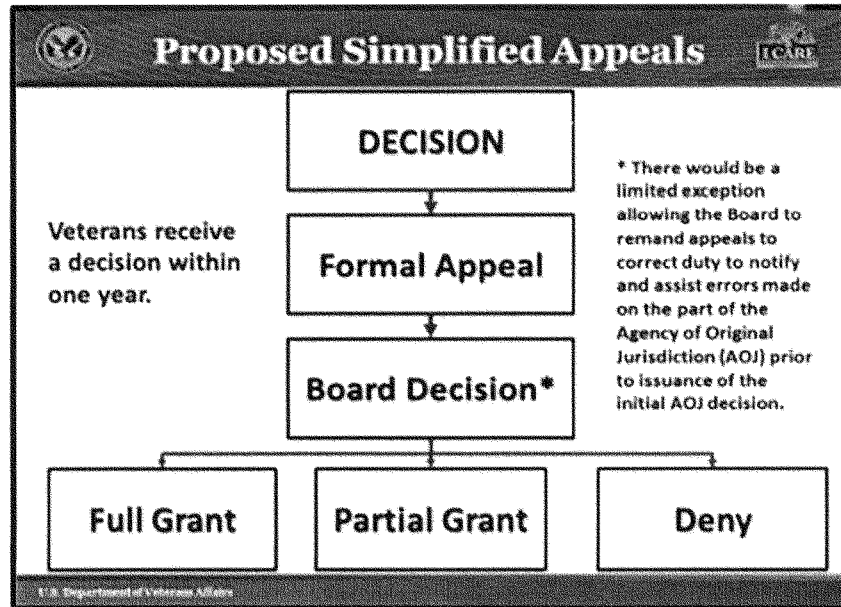 Proposed Simplified Appeals
ICARE
DECISION
Veterans receive
a decision within
one year.
Formal Appeal
Board Decision*
* There would be a
limited exception
allowing the Board to
remand appeals to
correct duty to notify
and assist errors made
on the part of the
Agency of Original
Jurisdiction (AOJ) prior
to issuance of the
initial AOJ decision.
Full Grant
Partial Grant
Deny
U.S. Department of Veterans Affairs